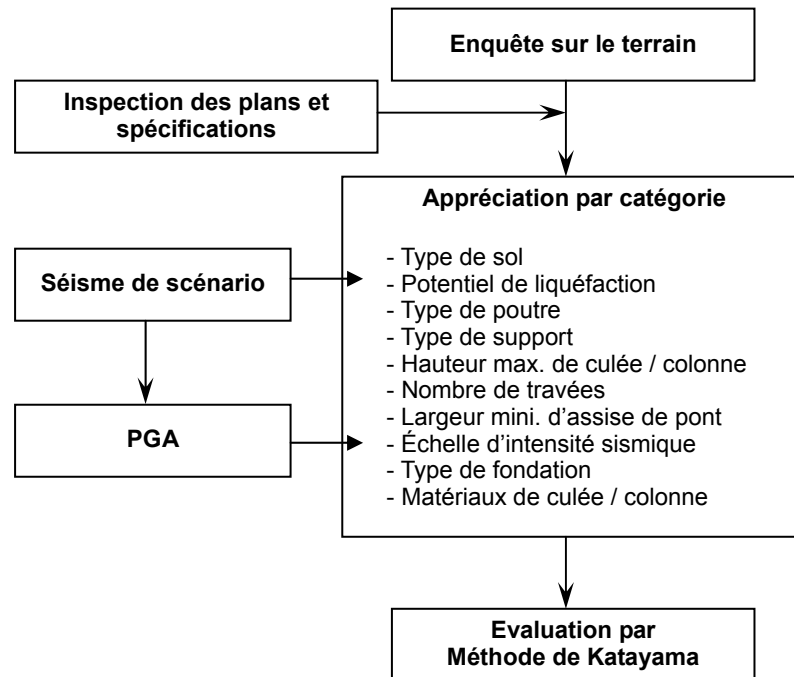 Enquête sur le terrain
Inspection des plans et
spécifications
Appréciation par catégorie
Séisme de scénario
- Type de sol
- Potentiel de liquéfaction
- Type de poutre
- Type de support
- Hauteur max. de culée / colonne
- Nombre de travées
- Largeur mini. d'assise de pont
- Échelle d'intensité sismique
- Type de fondation
- Matériaux de culée / colonne
PGA
Evaluation par
Méthode de Katayama